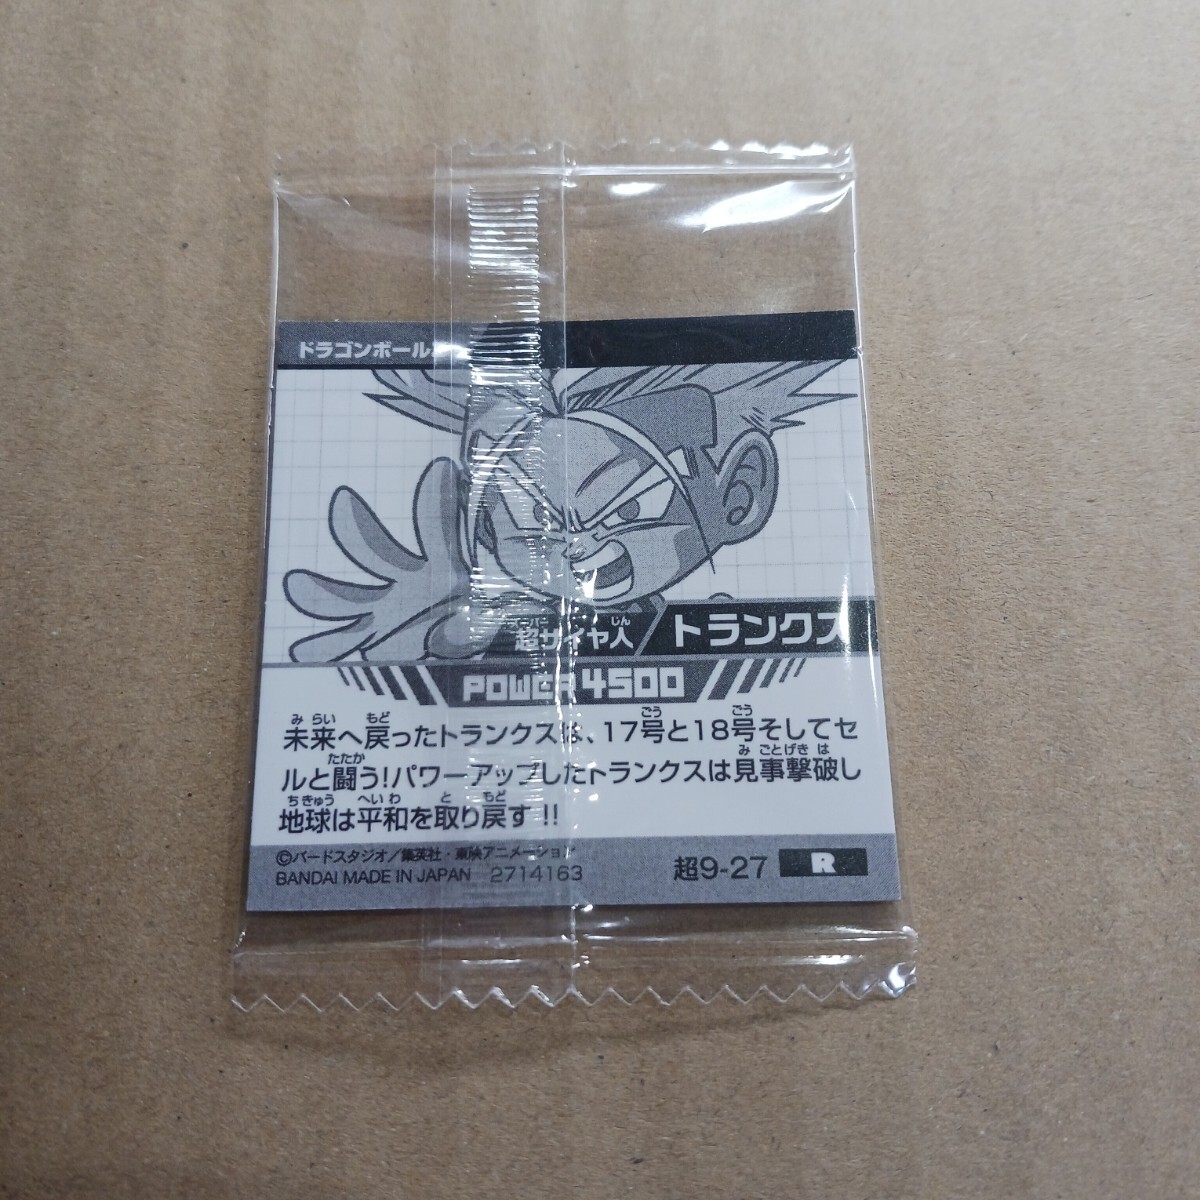 ドラゴンボール
スーパー じん
超サイヤ人 トランクス
POWER 4500
み らい もど ごう ごう
未来へ戻ったトランクスは、17号と18号そしてセ
たたか み ごと げき は
ルと闘う!パワーアップしたトランクスは見事撃破し
ち きゅう へい わ と もど
地球は平和を取り戻す!!
©バードスタジオ/集英社・東映アニメーション
BANDAI MADE IN JAPAN 2714163
超9-27 R